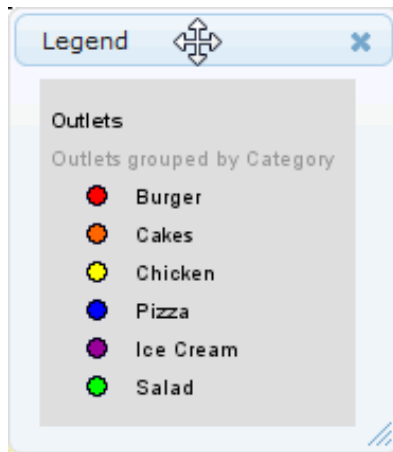 Legend
Outlets
Outlets grouped by Category
Burger
Cakes
Chicken
Pizza
Ice Cream
Salad